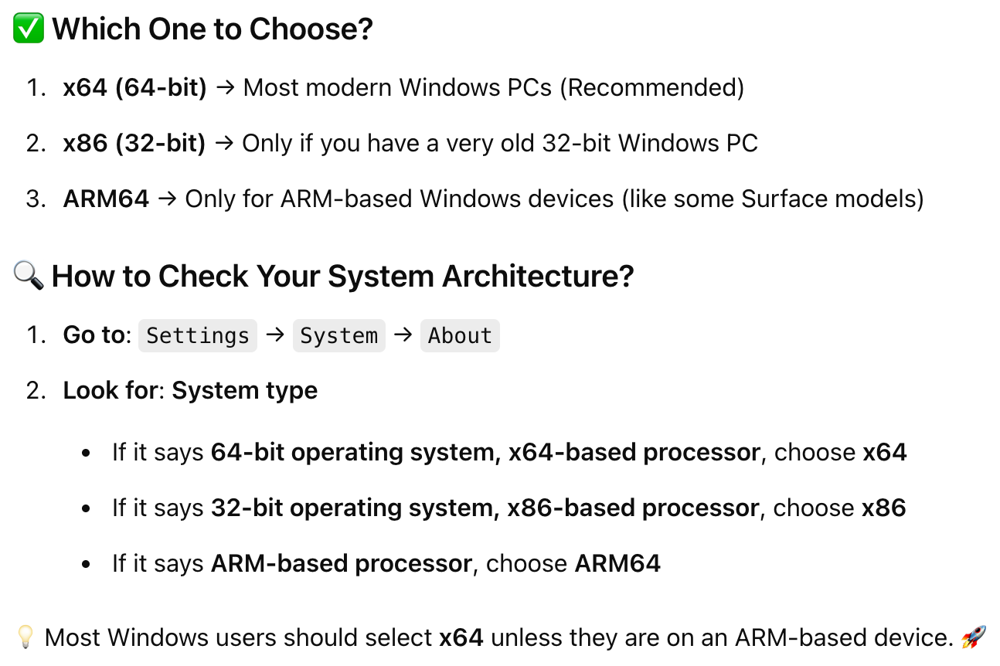 ✅ Which One to Choose?
1. x64 (64-bit) → Most modern Windows PCs (Recommended)
2. x86 (32-bit) → Only if you have a very old 32-bit Windows PC
3. ARM64 → Only for ARM-based Windows devices (like some Surface models)
🔍 How to Check Your System Architecture?
1. Go to: Settings → System → About
2. Look for: System type
• If it says 64-bit operating system, x64-based processor, choose x64
• If it says 32-bit operating system, x86-based processor, choose x86
• If it says ARM-based processor, choose ARM64
💡 Most Windows users should select x64 unless they are on an ARM-based device. 🚀